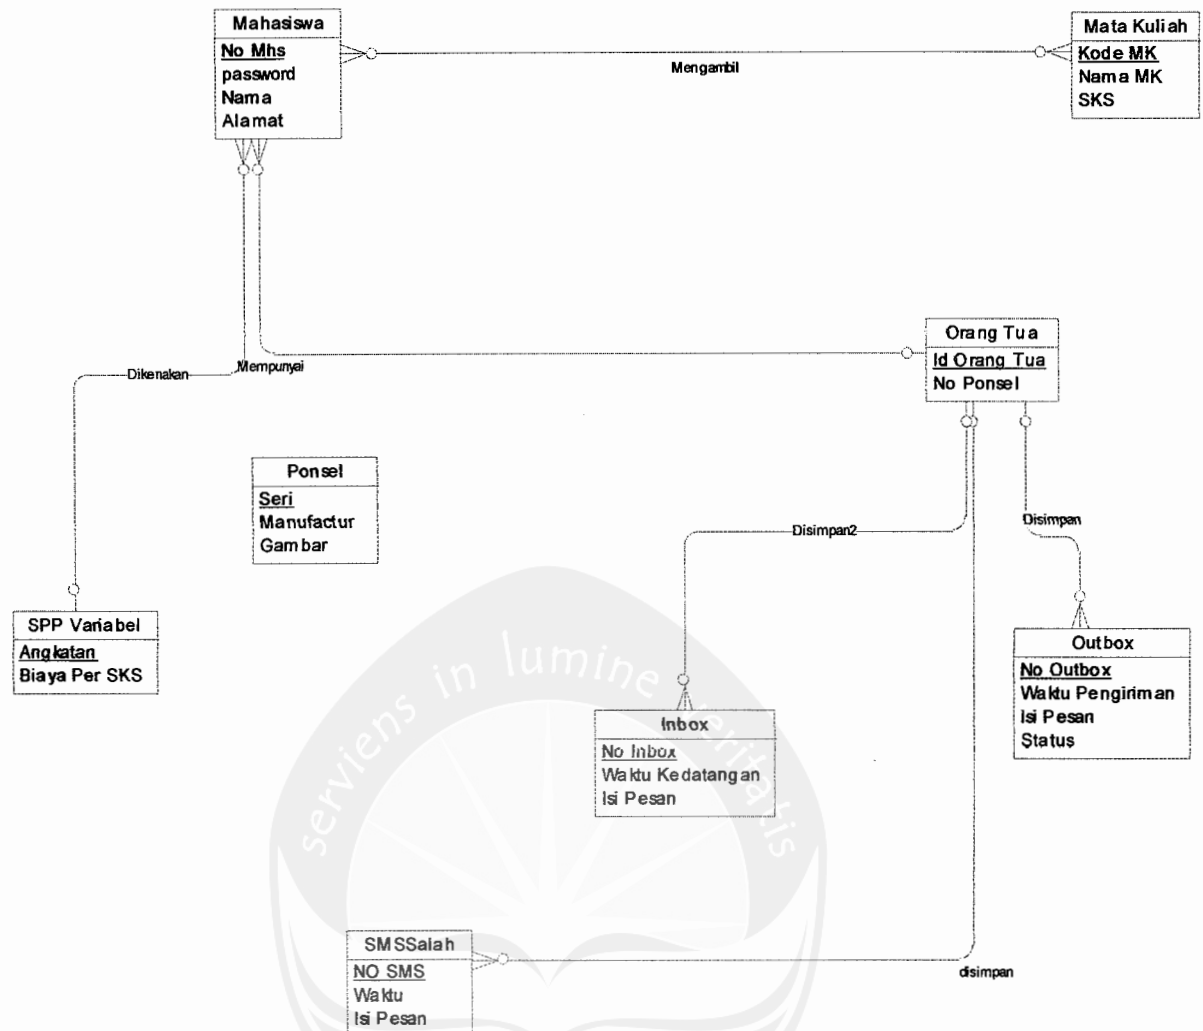 Mahasiswa
No Mhs
password
Nama
Alamat
Mata Kuliah
Kode MK
Nama MK
SKS
Mengambil
Orang Tua
Id Orang Tua
No Ponsel
Dikenakan
Mempunyai
Ponsel
Seri
Manufactur
Gambar
Disimpan2
Disimpan
SPP Variabel
Angkatan
Biaya Per SKS
Outbox
No Outbox
Waktu Pengiriman
Isi Pesan
Status
serviens in lumine veritatis
Inbox
No Inbox
Waktu Kedatangan
Isi Pesan
SMSSalah
NO SMS
Waktu
Isi Pesan
disimpan